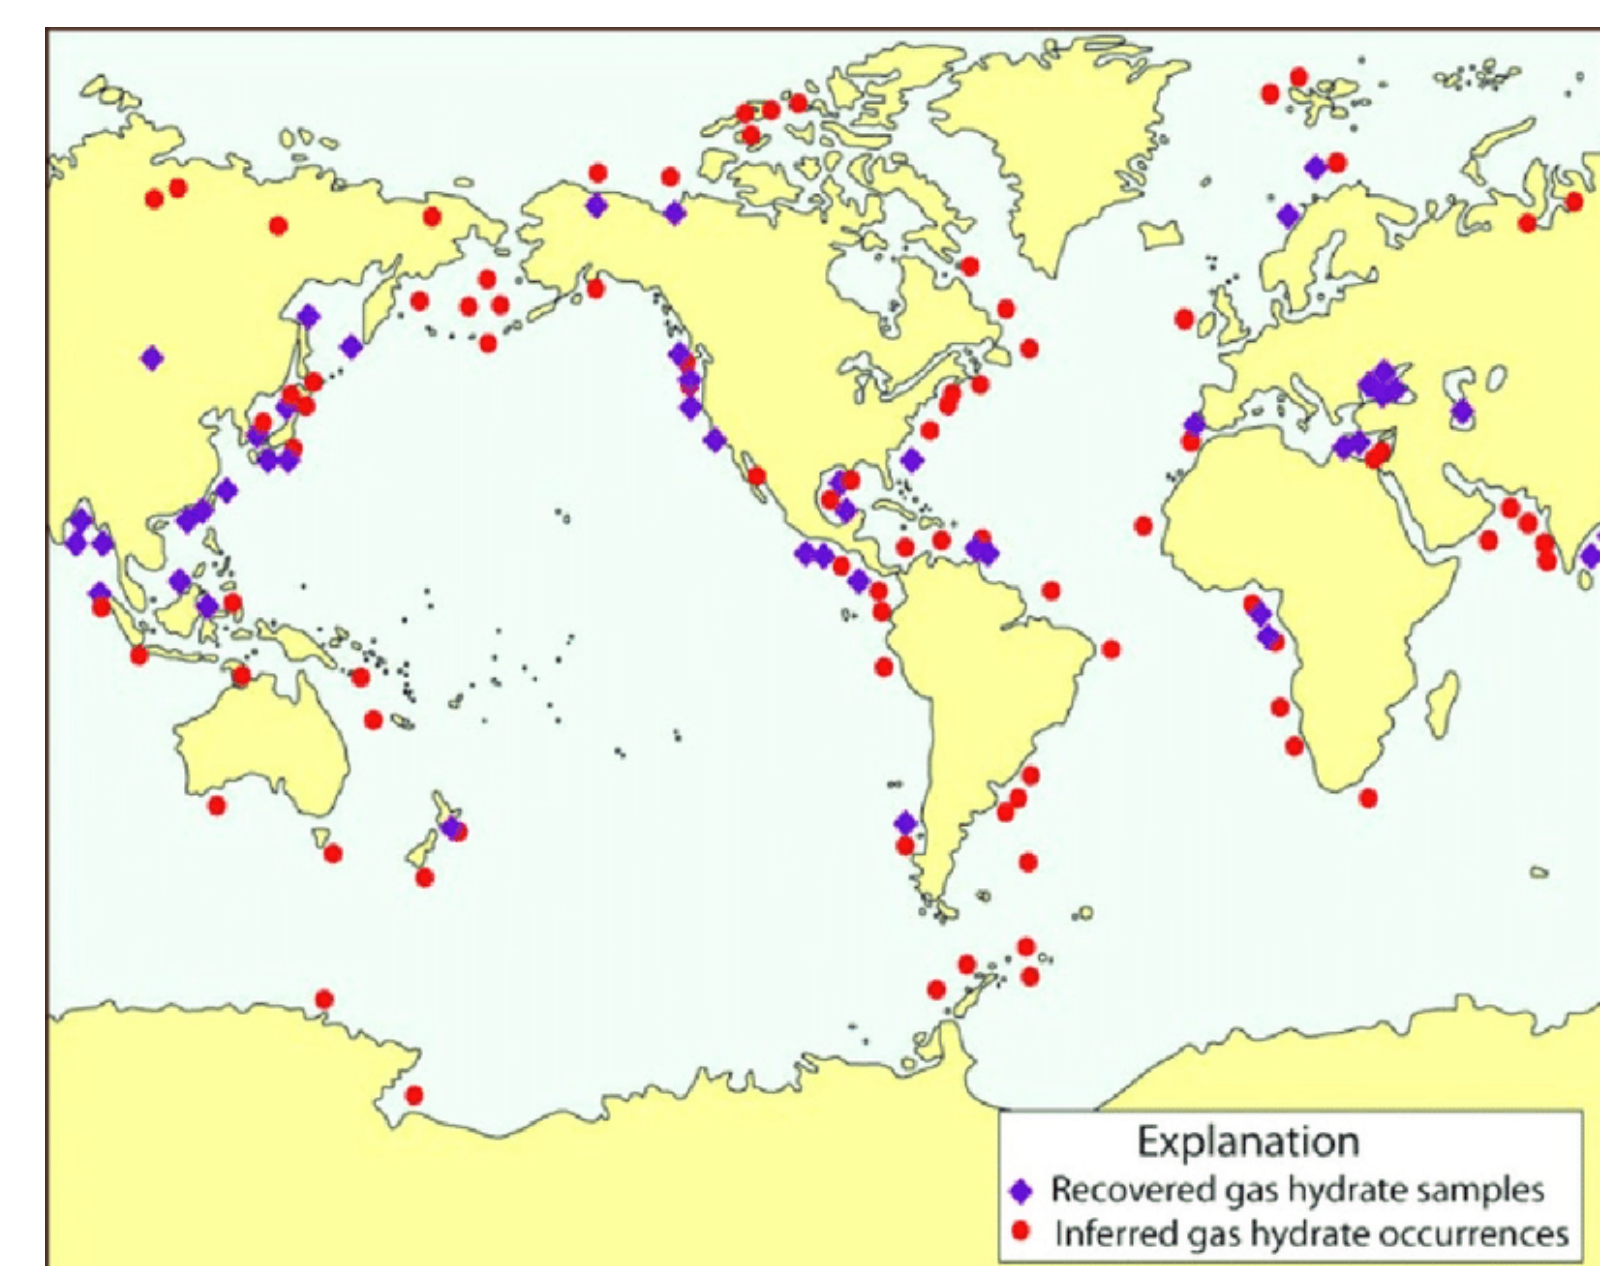 Explanation
Recovered gas hydrate samples
Inferred gas hydrate occurrences